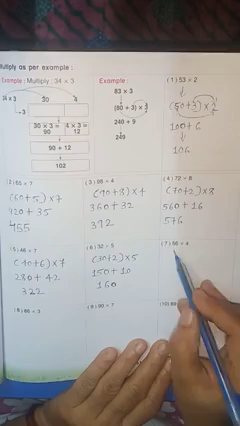 Multiply as per example :
Example : Multiply : 34 × 3
34 × 3
30 4
→3
30 × 3 = 90
4 × 3 = 12
90 + 12
102
Example :
83 × 3
(80 + 3) × 3
240 + 9
249
(1) 53 × 2
(50+3) × 2
100+6
106
(2) 65 × 7
(60+5) × 7
420 + 35
455
(3) 98 × 4
(90+8) × 4
360+32
392
(4) 72 × 8
(70+2) × 8
560+16
576
(5) 46 × 7
(40+6) × 7
280 + 42
322
(6) 32 × 5
(30+2) × 5
150+10
160
(7) 56 × 4
(8) 86 × 3
(9) 90 × 7
(10)